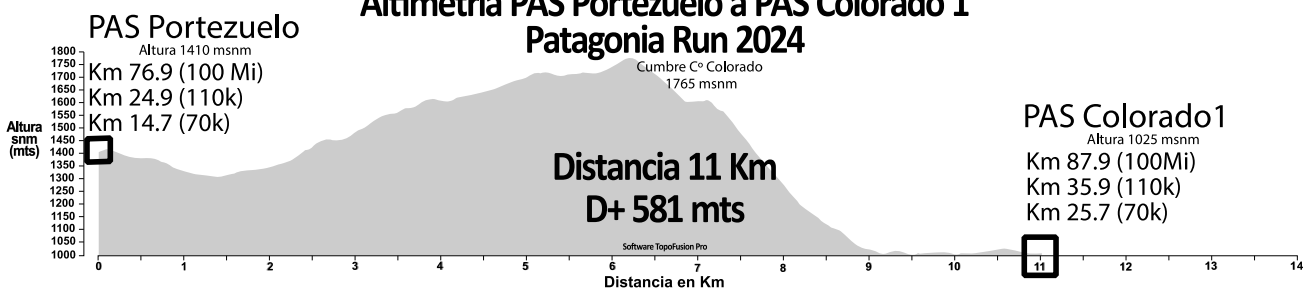 Altimetría PAS Portezuelo a PAS Colorado 1
Patagonia Run 2024
PAS Portezuelo
Altura 1410 msnm
Km 76.9 (100 Mi)
Km 24.9 (110k)
Km 14.7 (70k)
Cumbre Cº Colorado
1765 msnm
PAS Colorado1
Altura 1025 msnm
Km 87.9 (100Mi)
Km 35.9 (110k)
Km 25.7 (70k)
Distancia 11 Km
D+ 581 mts
Software TopoFusion Pro
Altura
snm
(mts)
1800
1750
1700
1650
1600
1550
1500
1450
1400
1350
1300
1250
1200
1150
1100
1050
1000
0 1 2 3 4 5 6 7 8 9 10 11 12 13 14
Distancia en Km